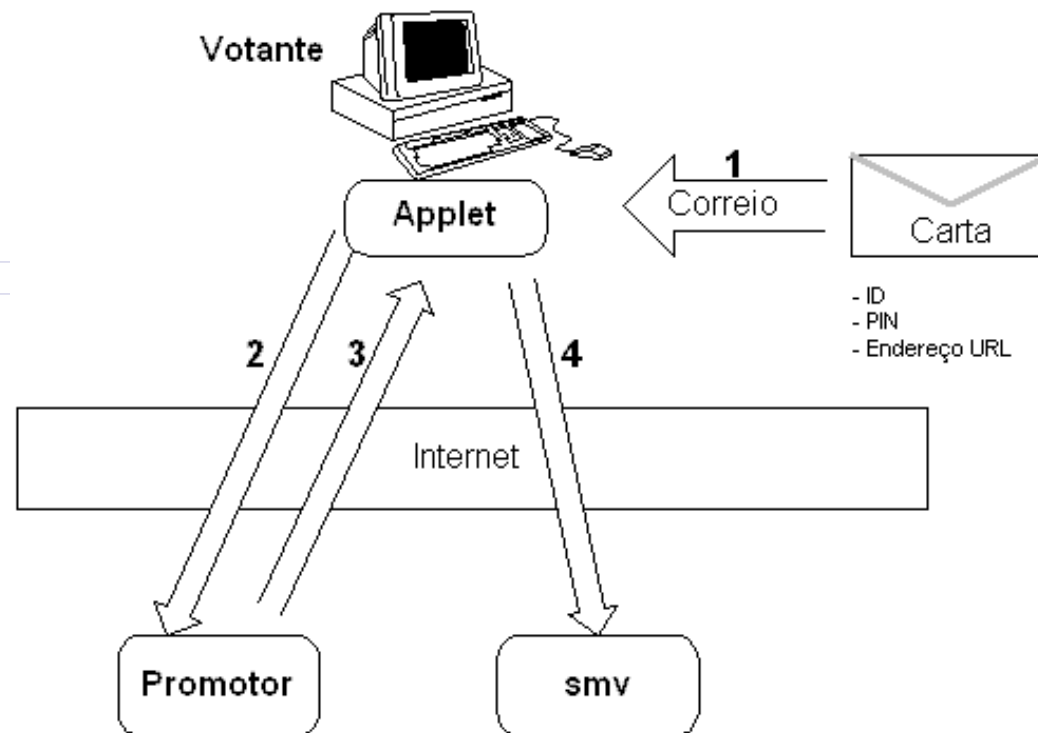 Votante
1
Correio
Applet
Carta
- ID
- PIN
- Endereço URL
2
3
4
Internet
Promotor
smv